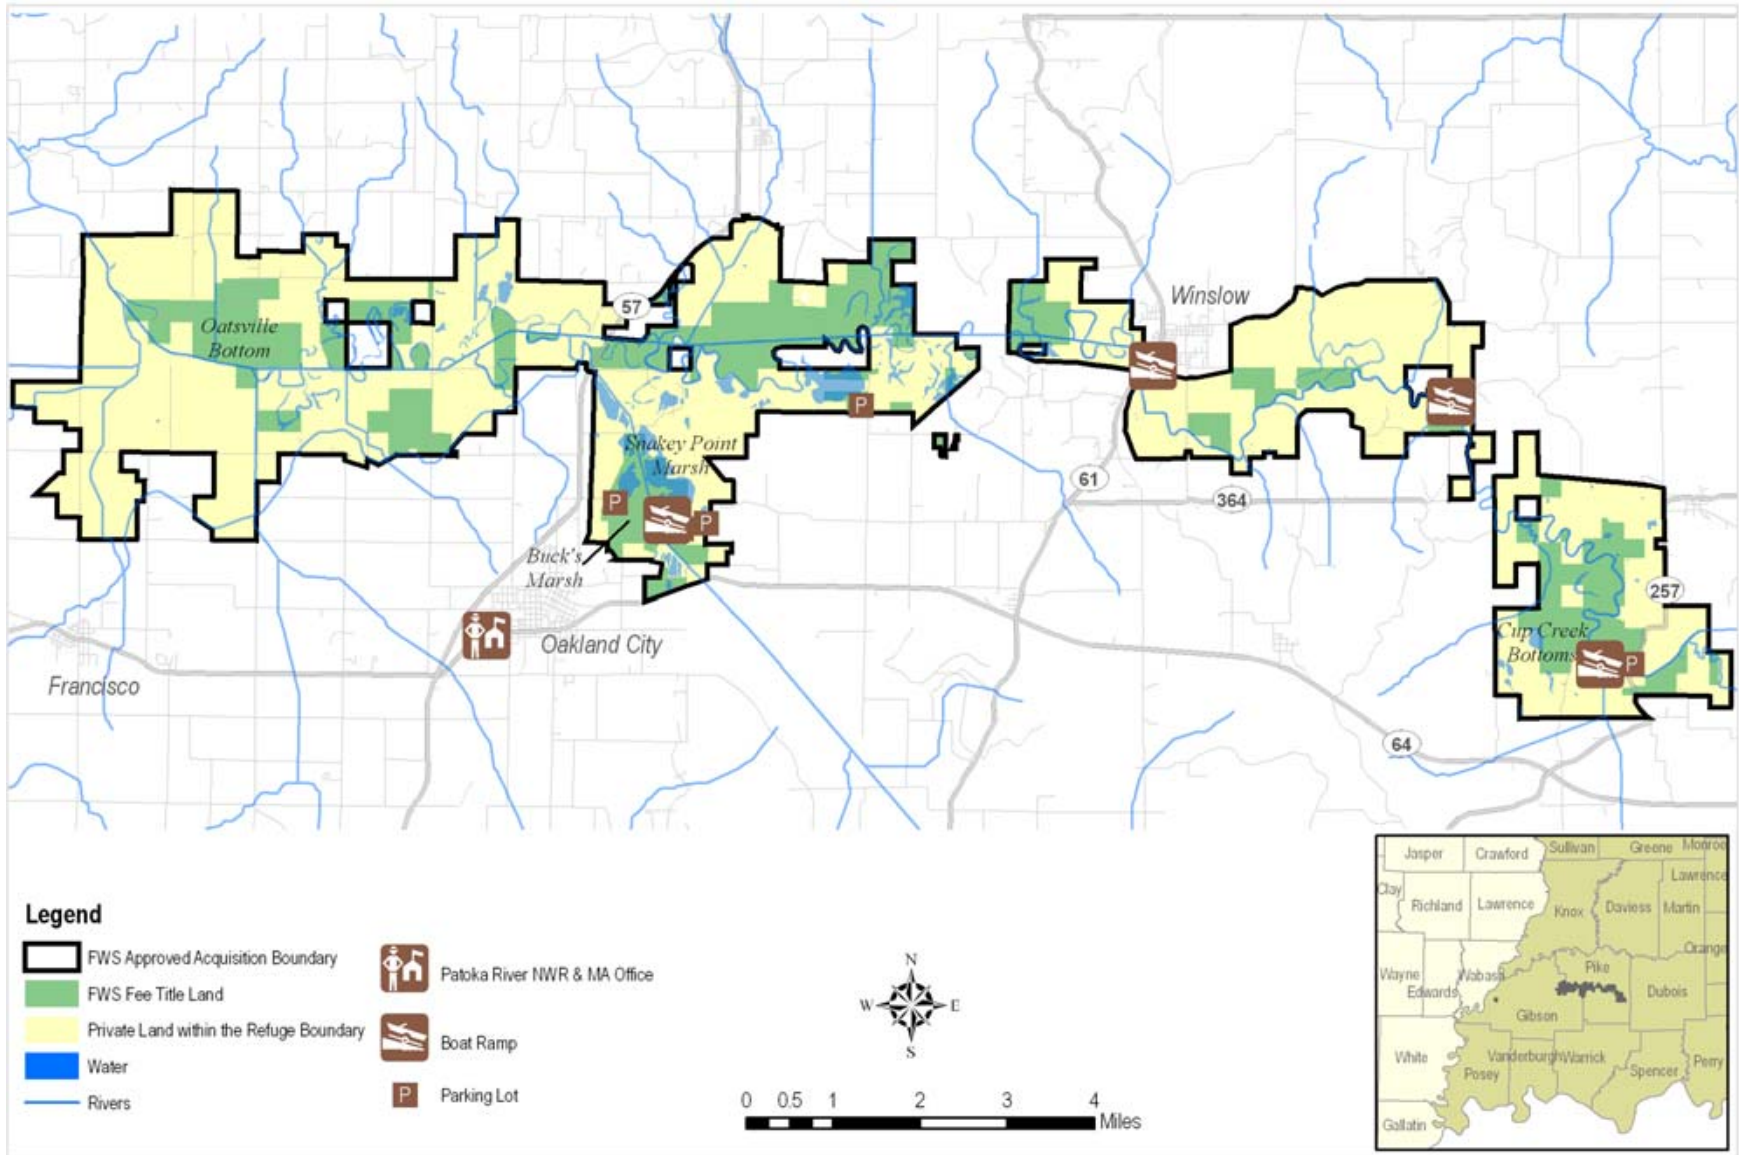 57
Winslow
Oatsville
Bottom
P
Snakey Point
Marsh
61
364
P
P
Buck's
Marsh
257
Oakland City
Cup Creek
Bottoms
P
Francisco
64
Legend
FWS Approved Acquisition Boundary
FWS Fee Title Land
Private Land within the Refuge Boundary
Water
Rivers
Patoka River NWR & MA Office
Boat Ramp
P
Parking Lot
N
W
E
S
0 0.5 1 2 3 4
Miles
Jasper
Crawford
Sullivan
Greene
Monroe
Clay
Richland
Lawrence
Knox
Daviess
Martin
Lawrence
Orange
Wayne
Edwards
Wabash
Pike
Dubois
Gibson
White
Vanderburgh
Warrick
Posey
Spencer
Perry
Gallatin